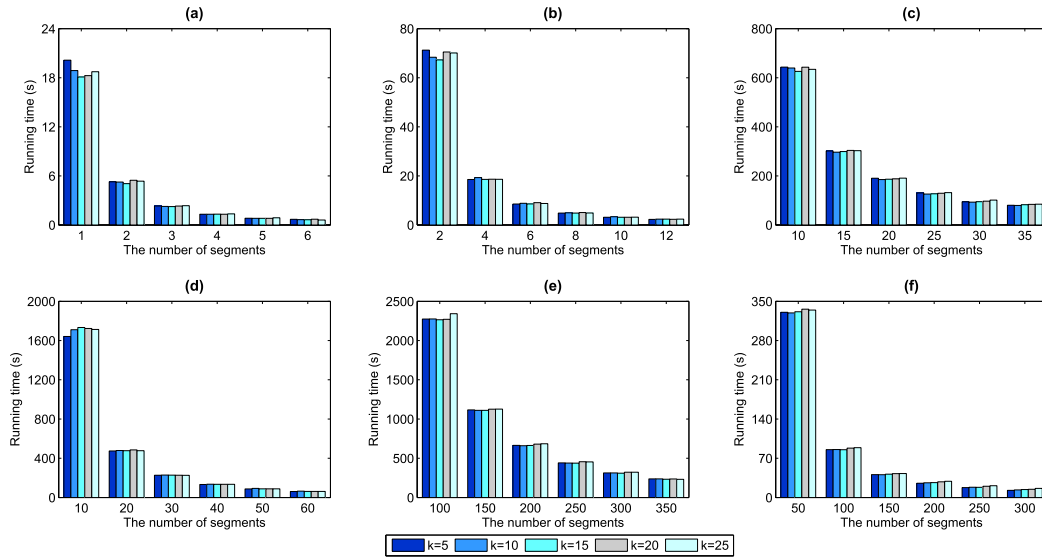 (a)
24
18
12
6
0
Running time (s)
1 2 3 4 5 6
The number of segments
(b)
80
60
40
20
0
Running time (s)
2 4 6 8 10 12
The number of segments
(c)
800
600
400
200
0
Running time (s)
10 15 20 25 30 35
The number of segments
(d)
2000
1600
1200
800
400
0
Running time (s)
10 20 30 40 50 60
The number of segments
(e)
2500
2000
1500
1000
500
0
Running time (s)
100 150 200 250 300 350
The number of segments
(f)
350
280
210
140
70
0
Running time (s)
50 100 150 200 250 300
The number of segments
k=5 k=10 k=15 k=20 k=25